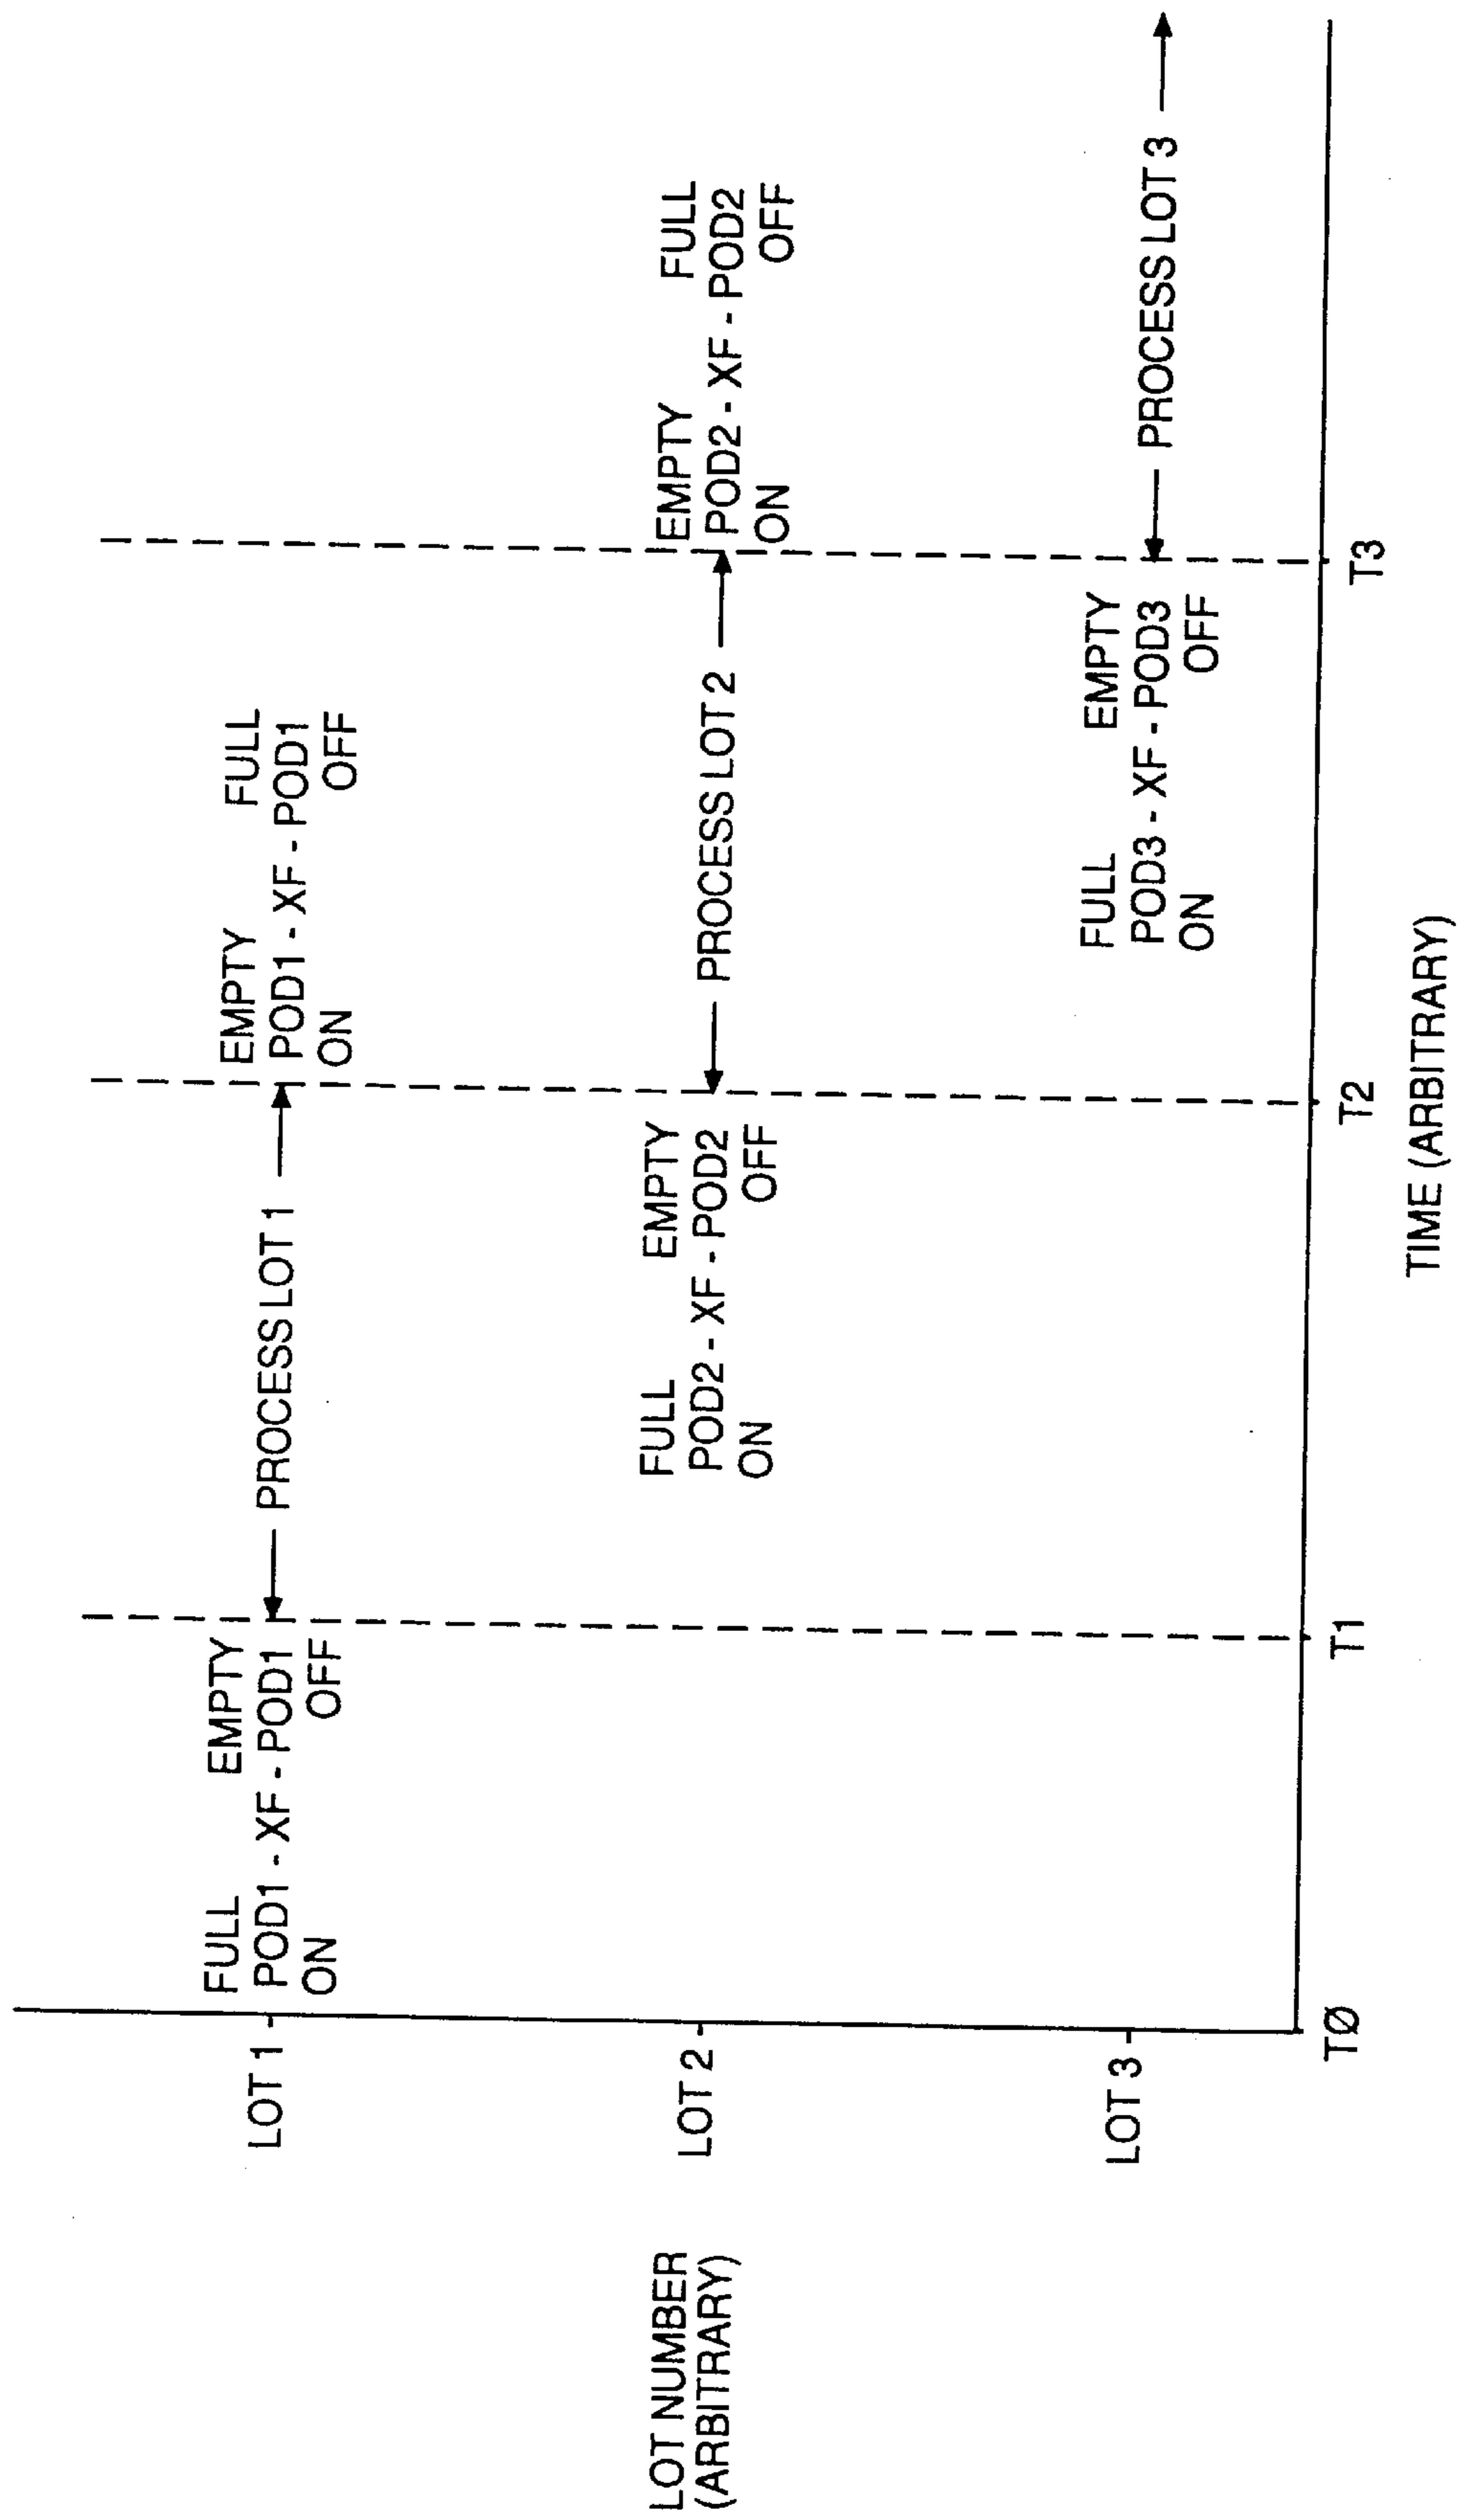 LOT NUMBER
(ARBITRARY)
LOT 1
FULL EMPTY
POD1 - XF - POD1
ON OFF
PROCESS LOT 1
EMPTY FULL
POD1 - XF - POD1
ON OFF
LOT 2
FULL EMPTY
POD2 - XF - POD2
ON OFF
PROCESS LOT 2
EMPTY FULL
POD2 - XF - POD2
ON OFF
LOT 3
FULL EMPTY
POD3 - XF - POD3
ON OFF
PROCESS LOT 3
TØ T1 T2 T3
TIME (ARBITRARY)